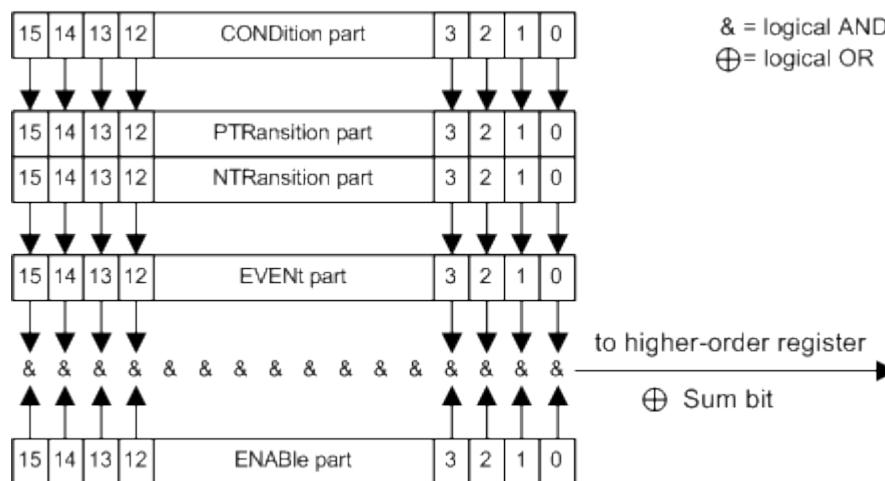 15 14 13 12 CONDition part 3 2 1 0
& = logical AND
⊕ = logical OR
15 14 13 12 PTRansition part 3 2 1 0
15 14 13 12 NTRansition part 3 2 1 0
15 14 13 12 EVENt part 3 2 1 0
to higher-order register
& & & & & & & & & & & & & & & &
⊕ Sum bit
15 14 13 12 ENABle part 3 2 1 0